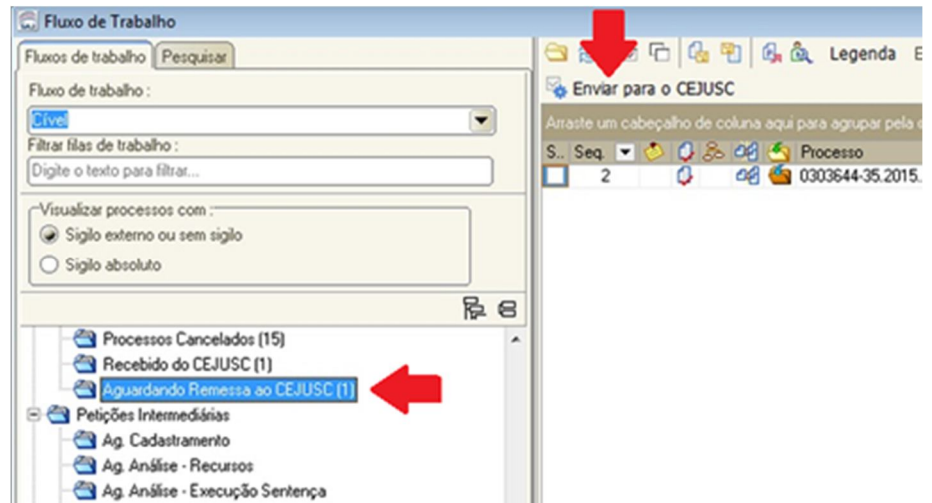 Fluxo de Trabalho
Fluxos de trabalho Pesquisar
Fluxo de trabalho :
Cível
Filtrar filas de trabalho :
Digite o texto para filtrar...
Visualizar processos com :
Sigilo externo ou sem sigilo
Sigilo absoluto
Processos Cancelados (15)
Recebido do CEJUSC (1)
Aguardando Remessa ao CEJUSC (1)
Petições Intermediárias
Ag. Cadastramento
Ag. Análise - Recursos
Ag. Análise - Execução Sentença
Legenda E
Enviar para o CEJUSC
Arraste um cabeçalho de coluna aqui para agrupar pela
S.. Seq. Processo
2 0303644-35.2015.